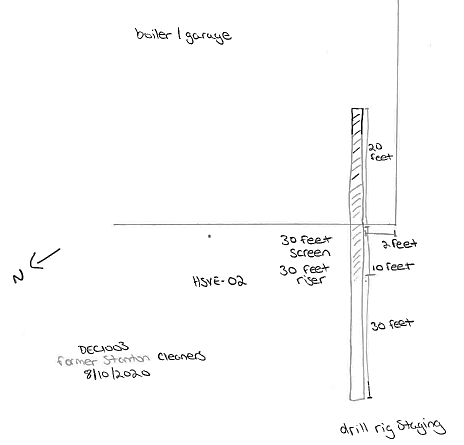 boiler / garage
20
feet
30 feet
screen
30 feet
riser
2 feet
10 feet
HSVE-02
N
30 feet
DEC1003
former Stanton Cleaners
8/10/2020
drill rig staging